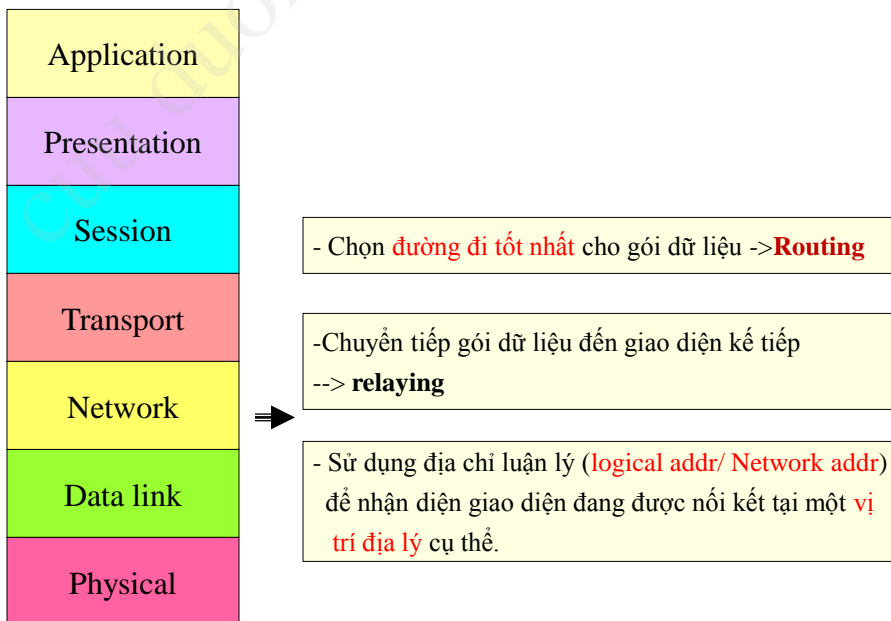 Application
Presentation
Session
Transport
Network
Data link
Physical
- Chọn đường đi tốt nhất cho gói dữ liệu ->Routing
-Chuyển tiếp gói dữ liệu đến giao diện kế tiếp
--> relaying
- Sử dụng địa chỉ luận lý (logical addr/ Network addr)
để nhận diện giao diện đang được nối kết tại một vị
trí địa lý cụ thể.